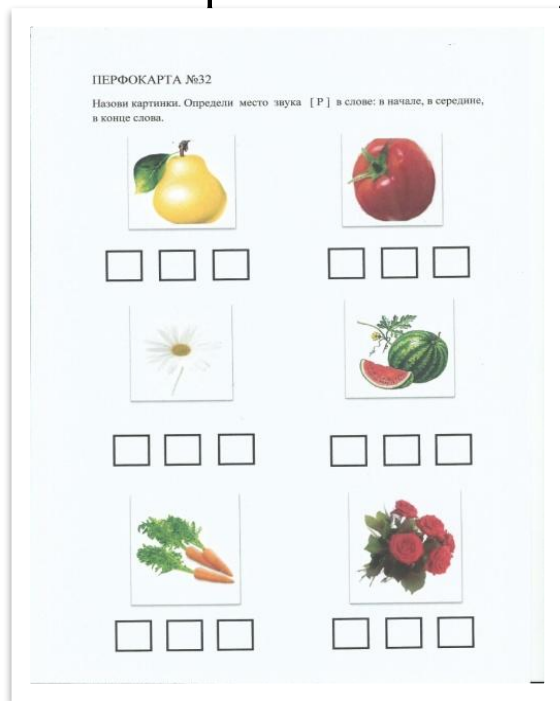 ПЕРФОКАРТА №32
Назови картинки. Определи место звука [ Р ] в слове: в начале, в середине,
в конце слова.